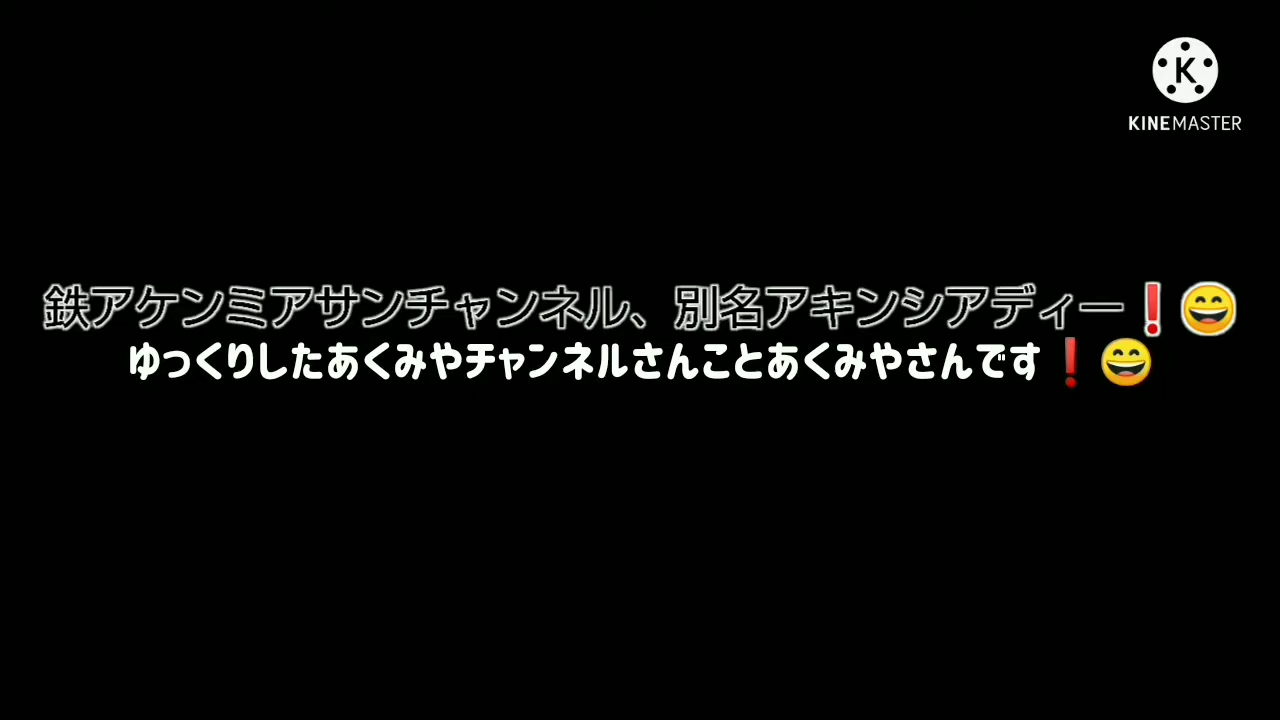 KINEMASTER
鉄アケンミアサンチャンネル、別名アキンシアディー❗😄
ゆっくりしたあくみやチャンネルさんことあくみやさんです❗😄